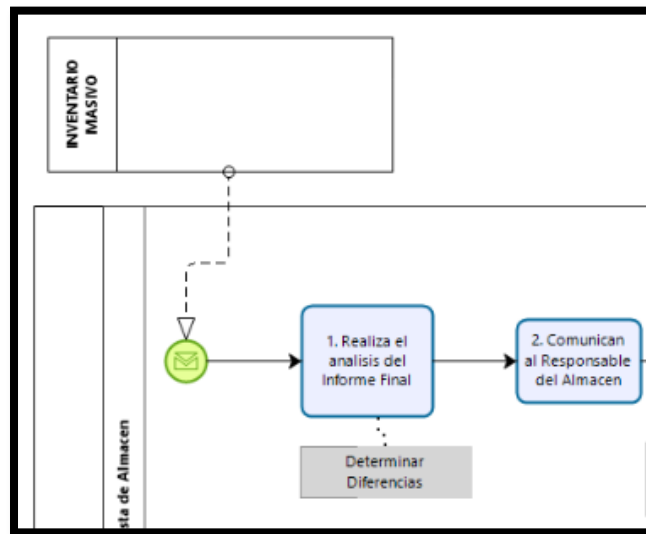 INVENTARIO
MASIVO
1. Realiza el
analisis del
Informe Final
2. Comunican
al Responsable
del Almacen
Determinar
Diferencias
de Almacen